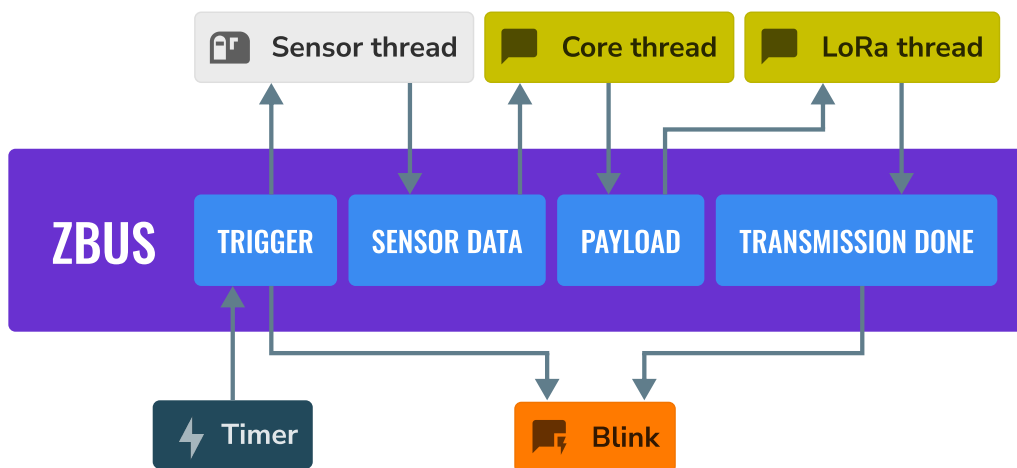 Sensor thread
Core thread
LoRa thread
ZBUS
TRIGGER
SENSOR DATA
PAYLOAD
TRANSMISSION DONE
Timer
Blink